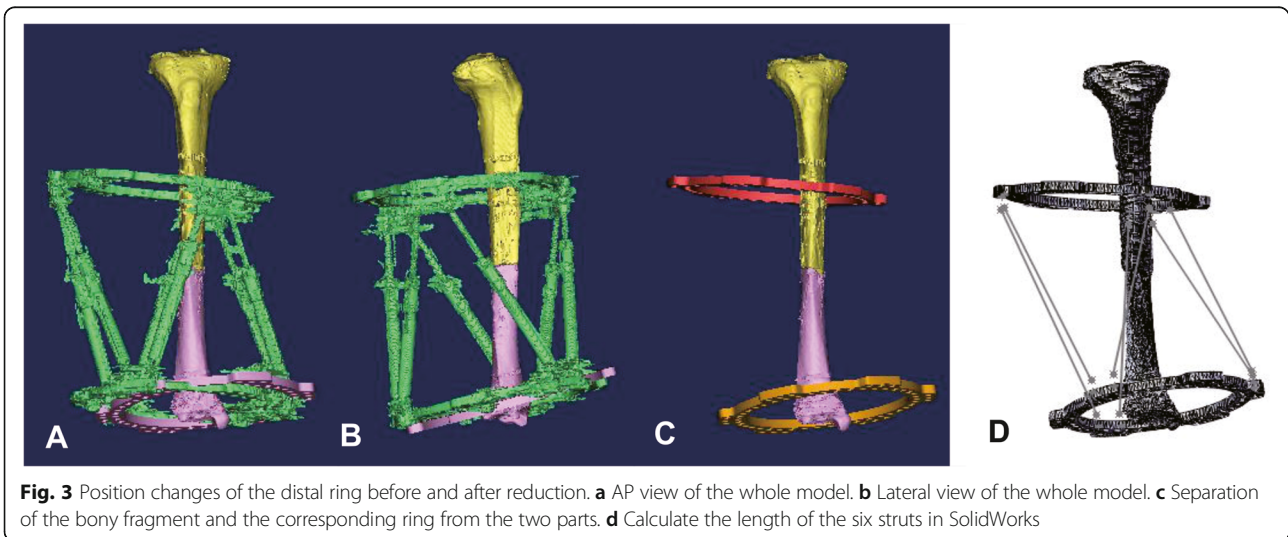 A
B
C
D
Fig. 3 Position changes of the distal ring before and after reduction. a AP view of the whole model. b Lateral view of the whole model. c Separation
of the bony fragment and the corresponding ring from the two parts. d Calculate the length of the six struts in SolidWorks